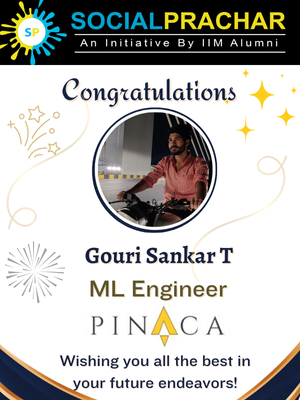 SP
SOCIALPRACHAR
An Initiative By IIM Alumni
Congratulations
Gouri Sankar T
ML Engineer
PINACA
Wishing you all the best in
your future endeavors!